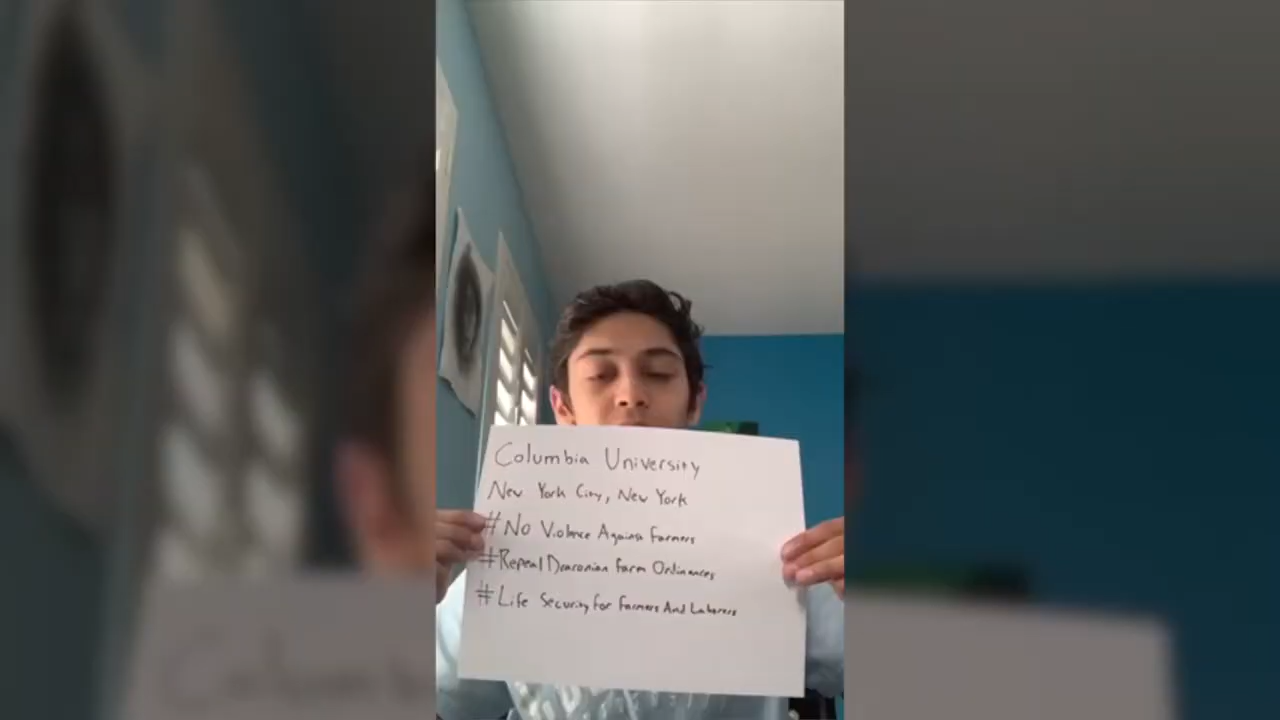 Columbia University
New York City, New York
#No Violence Against Farmers
#Repeal Draconian Farm Ordinances
#Life Security for Farmers And Laborers